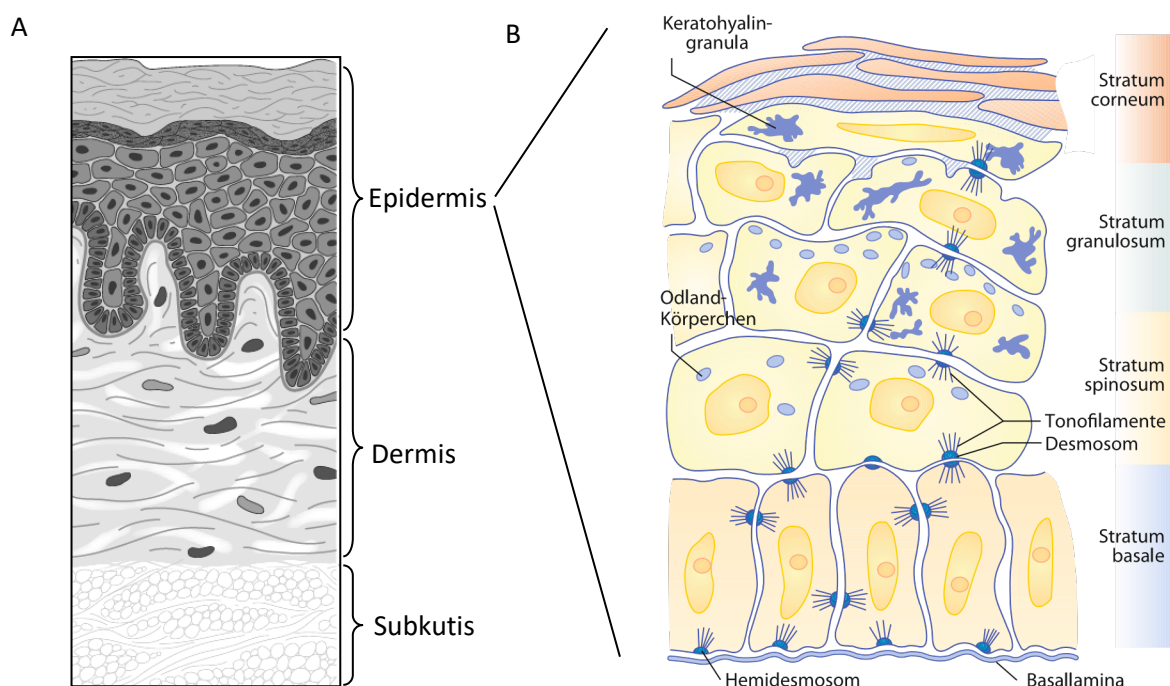 A
Epidermis
Dermis
Subkutis
B
Keratohyalin-
granula
Odland-
Körperchen
Stratum
corneum
Stratum
granulosum
Stratum
spinosum
Tonofilamente
Desmosom
Stratum
basale
Hemidesmosom
Basallamina